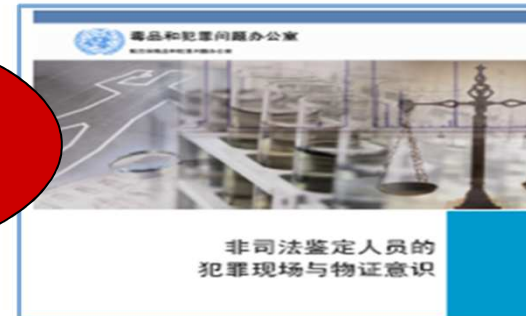 毒品和犯罪问题办公室
非司法鉴定人员的
犯罪现场与物证意识